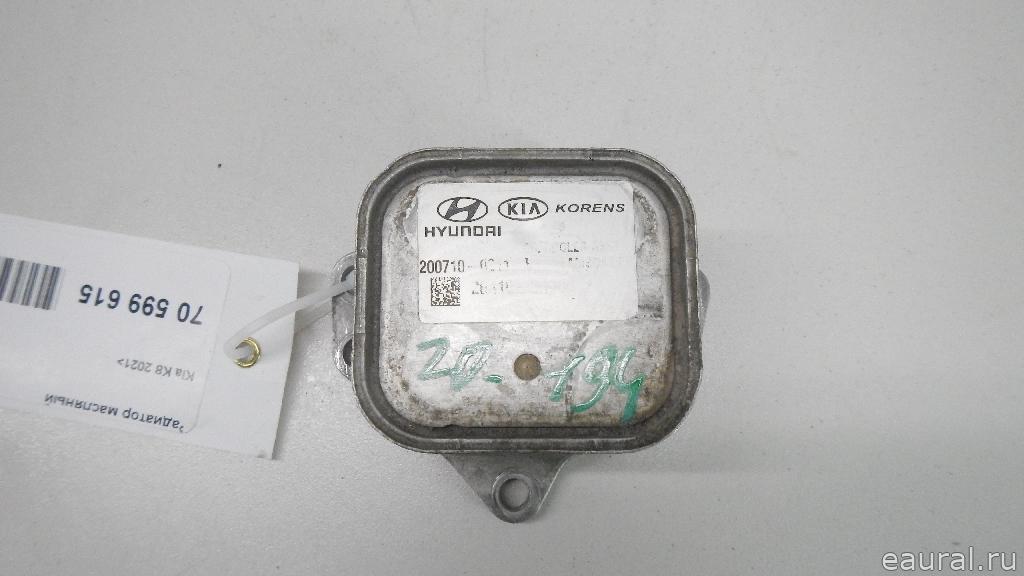 HYUNDAI
KIA KORENS
200710-
20-194
70 599 615
Kia K8 2021>
Радиатор масляный
eaural.ru